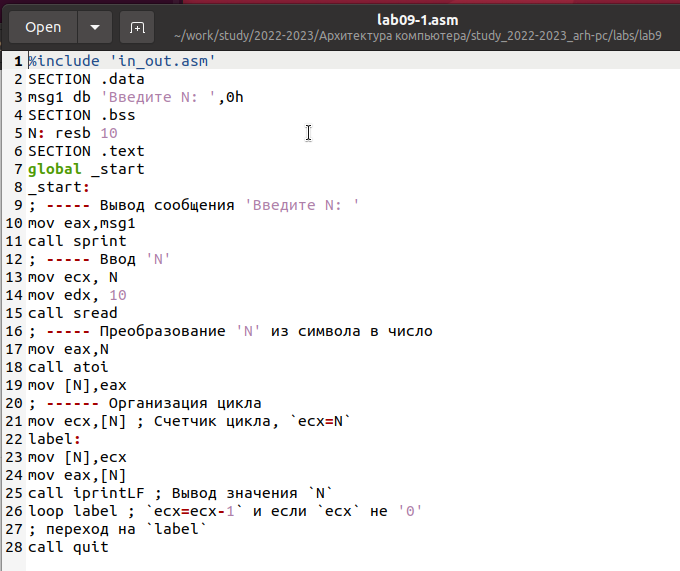 Open
lab09-1.asm
~/work/study/2022-2023/Архитектура компьютера/study_2022-2023_arh-pc/labs/lab9
1 %include 'in_out.asm'
2 SECTION .data
3 msg1 db 'Введите N: ',0h
4 SECTION .bss
5 N: resb 10
6 SECTION .text
7 global _start
8 _start:
9 ; ----- Вывод сообщения 'Введите N: '
10 mov eax,msg1
11 call sprint
12 ; ----- Ввод 'N'
13 mov ecx, N
14 mov edx, 10
15 call sread
16 ; ----- Преобразование 'N' из символа в число
17 mov eax,N
18 call atoi
19 mov [N],eax
20 ; ------ Организация цикла
21 mov ecx,[N] ; Счетчик цикла, `ecx=N`
22 label:
23 mov [N],ecx
24 mov eax,[N]
25 call iprintLF ; Вывод значения `N`
26 loop label ; `ecx=ecx-1` и если `ecx` не '0'
27 ; переход на `label`
28 call quit